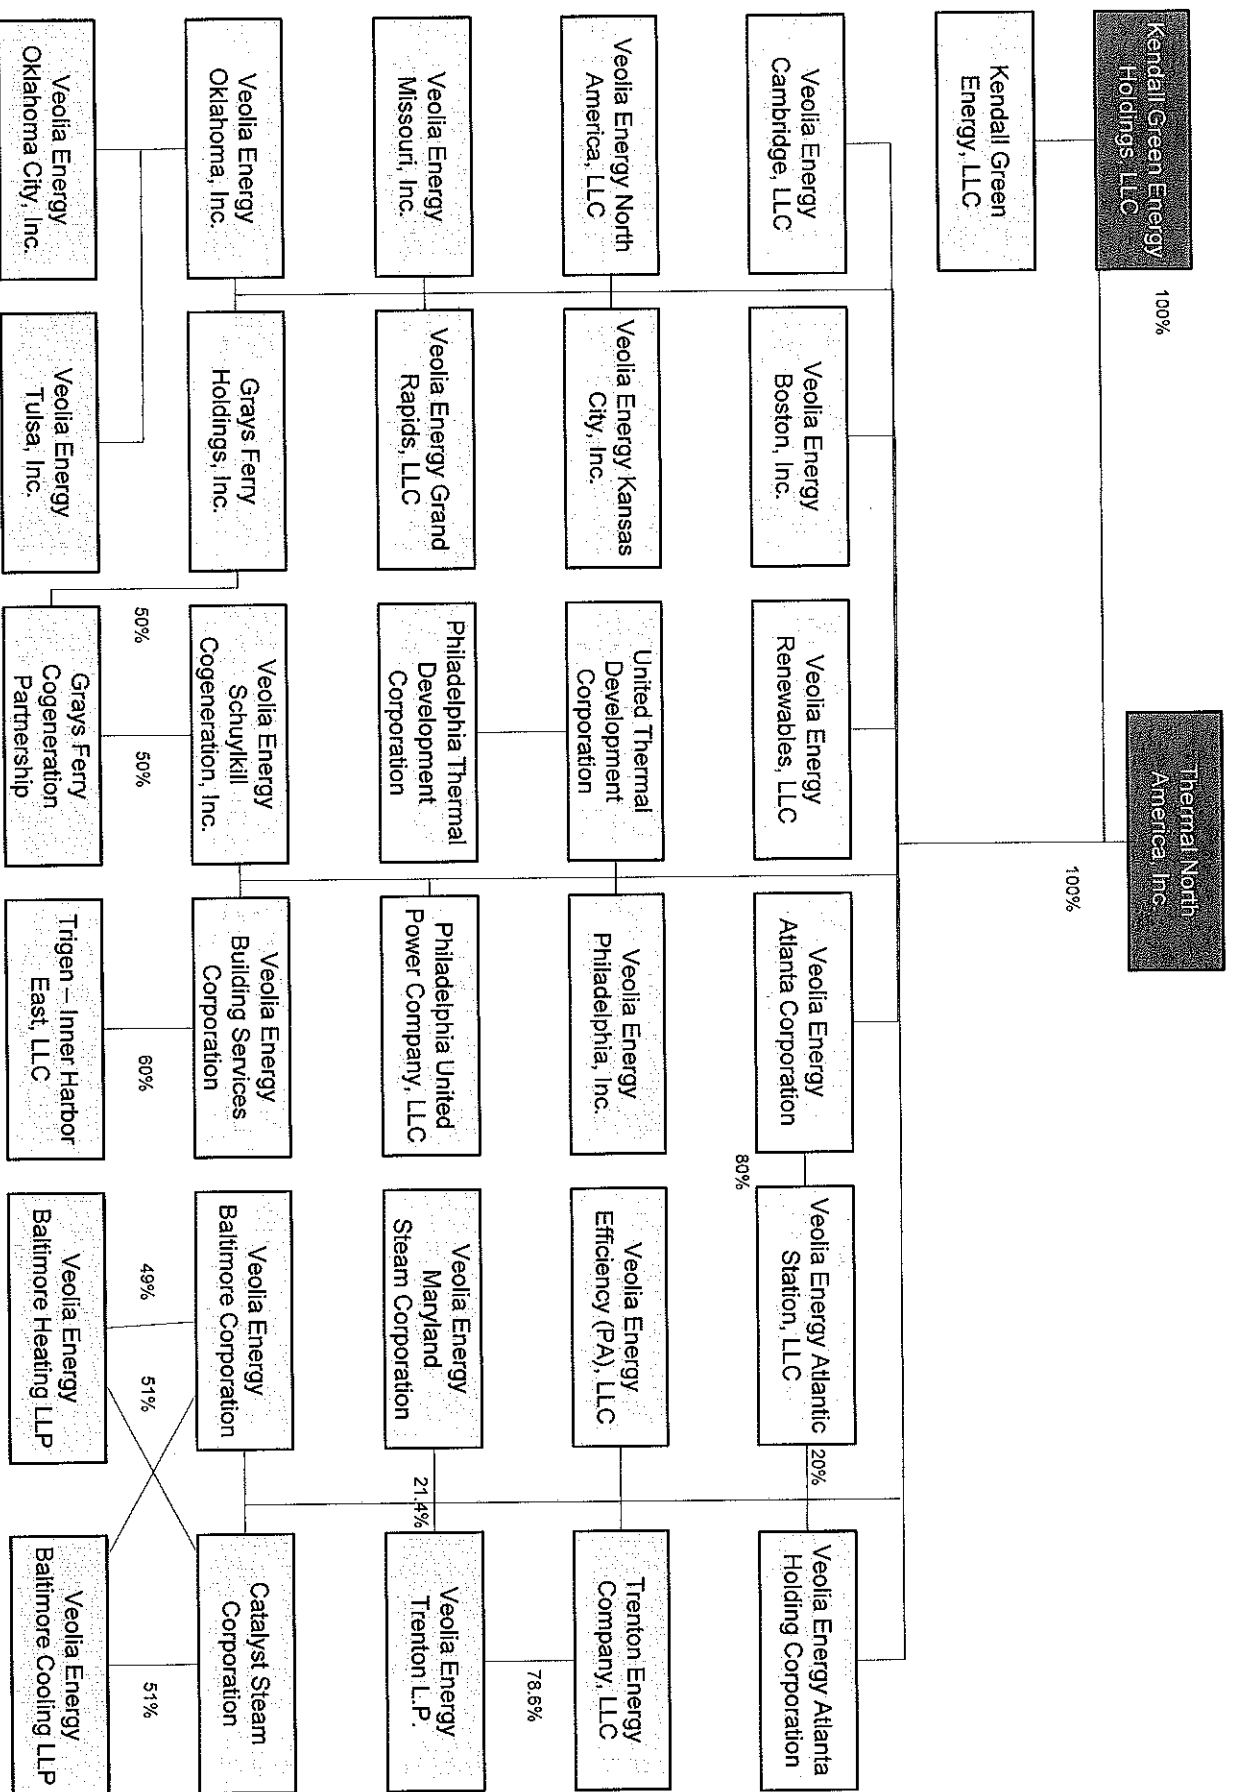 Kendall Green Energy
Holdings, LLC
100%
Thermal North
America, Inc.
100%
Kendall Green
Energy, LLC
Veolia Energy
Cambridge, LLC
Veolia Energy
Boston, Inc.
Veolia Energy
Renewables, LLC
Veolia Energy
Atlanta Corporation
80%
Veolia Energy Atlantic
Station, LLC
20%
Veolia Energy Atlanta
Holding Corporation
Veolia Energy North
America, LLC
Veolia Energy Kansas
City, Inc.
United Thermal
Development
Corporation
Veolia Energy
Philadelphia, Inc.
Veolia Energy
Efficiency (PA), LLC
Trenton Energy
Company, LLC
78.6%
Veolia Energy
Missouri, Inc.
Veolia Energy Grand
Rapids, LLC
Philadelphia Thermal
Development
Corporation
Philadelphia United
Power Company, LLC
Veolia Energy
Maryland
Steam Corporation
21.4%
Veolia Energy
Trenton L.P.
Veolia Energy
Oklahoma, Inc.
Grays Ferry
Holdings, Inc.
Veolia Energy
Schuylkill
Cogeneration, Inc.
Veolia Energy
Building Services
Corporation
Veolia Energy
Baltimore Corporation
Catalyst Steam
Corporation
50%
50%
60%
49%
51%
51%
Veolia Energy
Oklahoma City, Inc.
Veolia Energy
Tulsa, Inc.
Grays Ferry
Cogeneration
Partnership
Trigen – Inner Harbor
East, LLC
Veolia Energy
Baltimore Heating LLP
Veolia Energy
Baltimore Cooling LLP